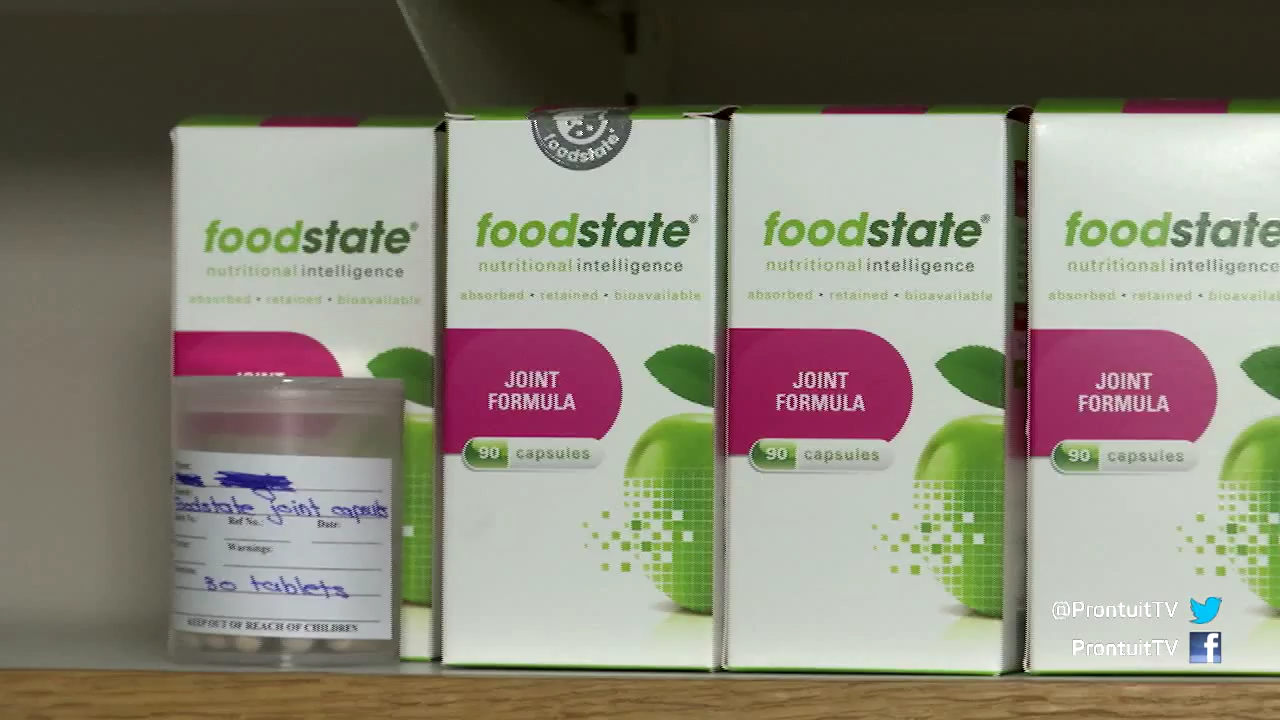 foodstate®
nutritional intelligence
absorbed • retained • bioavailable
JOINT
foodstate joint capsule
Ref No.: Date:
Warnings:
30 tablets
KEEP OUT OF REACH OF CHILDREN
foodstate
foodstate®
nutritional intelligence
absorbed • retained • bioavailable
JOINT
FORMULA
90 capsules
foodstate®
nutritional intelligence
absorbed • retained • bioavailable
JOINT
FORMULA
90 capsules
foodstate
nutritional intelligence
absorbed • retained •
JOINT
FORMULA
90 capsules
@ProntuitTV
ProntuitTV